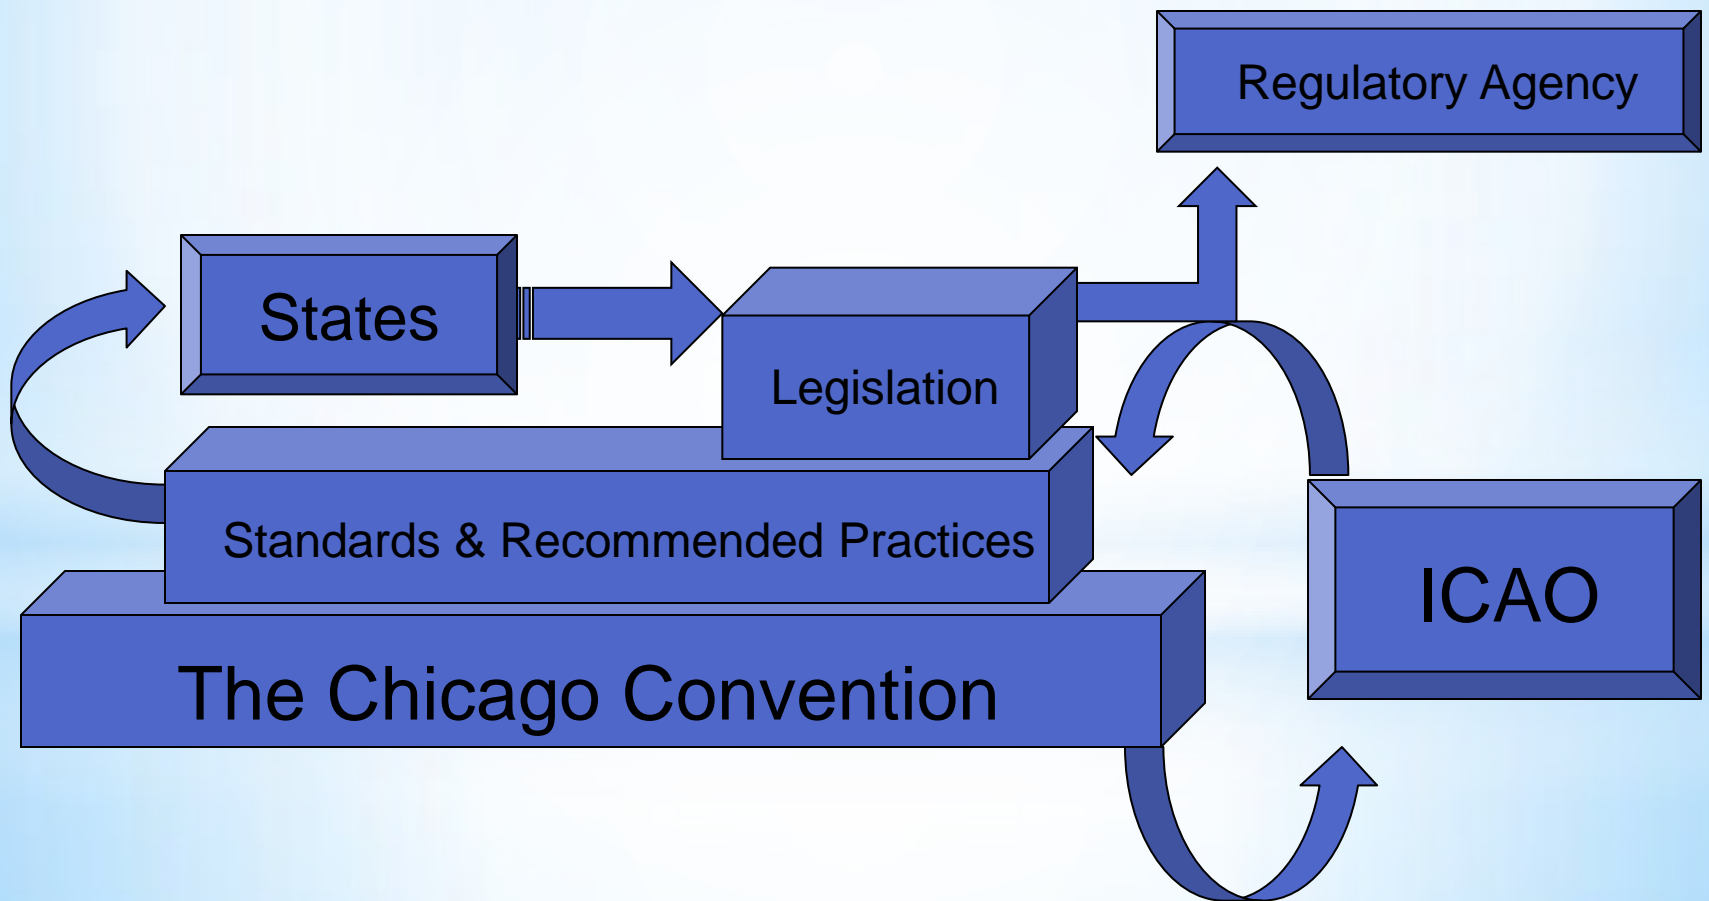 Regulatory Agency
States
Legislation
Standards & Recommended Practices
ICAO
The Chicago Convention